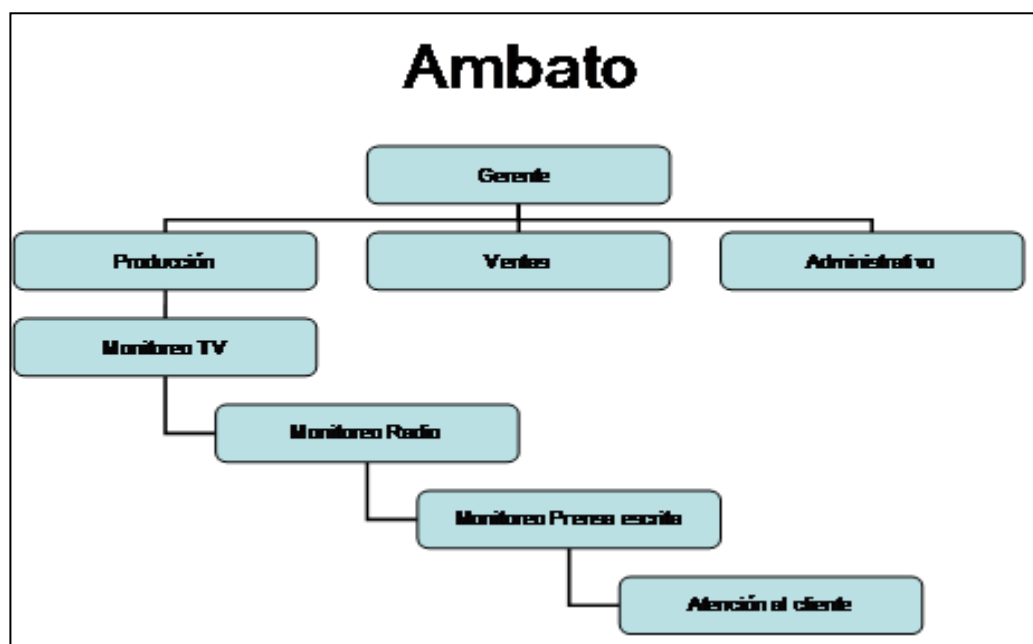 Ambato
Gerente
Producción
Ventas
Administrativo
Monitoreo TV
Monitoreo Radio
Monitoreo Prensa escrita
Atención al cliente